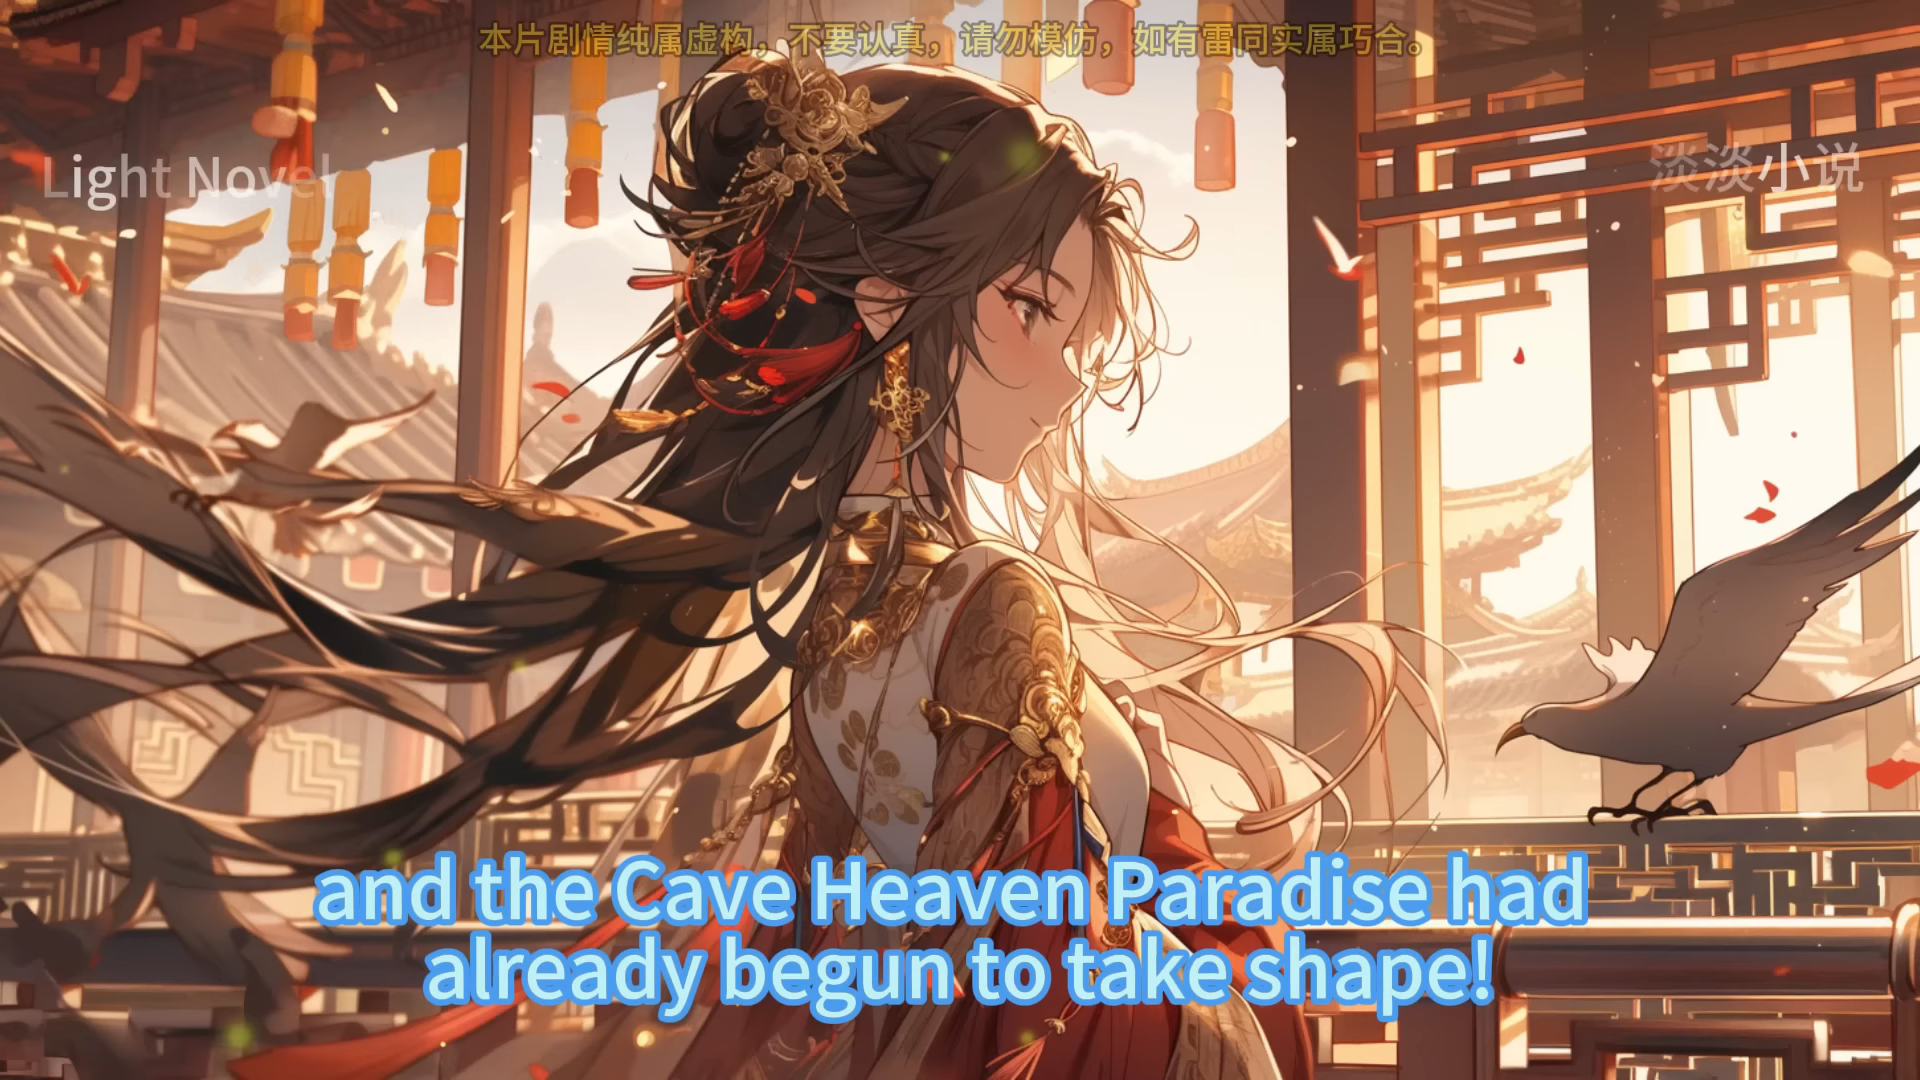 本片剧情纯属虚构，不要认真，请勿模仿，如有雷同实属巧合。
Light Novel
淡淡小说
and the Cave Heaven Paradise had
already begun to take shape!